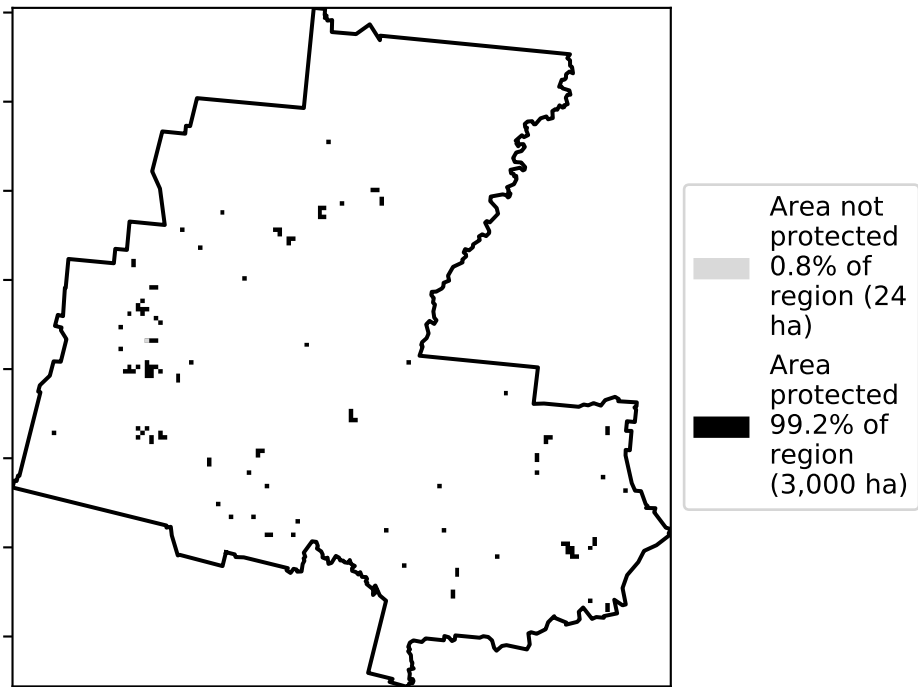 Area not
protected
0.8% of
region (24
ha)
Area
protected
99.2% of
region
(3,000 ha)